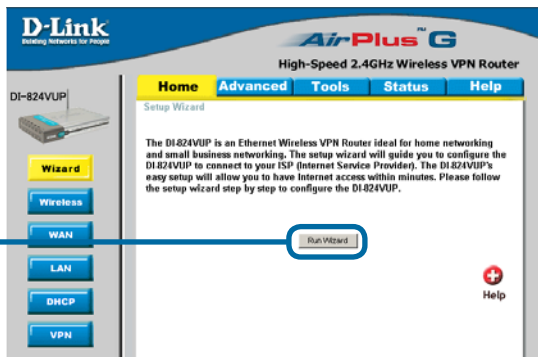 D-Link
Building Networks for People
AirPlus™ G
High-Speed 2.4GHz Wireless VPN Router
DI-824VUP
Home Advanced Tools Status Help
Setup Wizard
The DI-824VUP is an Ethernet Wireless VPN Router ideal for home networking
and small business networking. The setup wizard will guide you to configure the
DI-824VUP to connect to your ISP (Internet Service Provider). The DI-824VUP's
easy setup will allow you to have Internet access within minutes. Please follow
the setup wizard step by step to configure the DI-824VUP.
Run Wizard
Help
Wizard
Wireless
WAN
LAN
DHCP
VPN